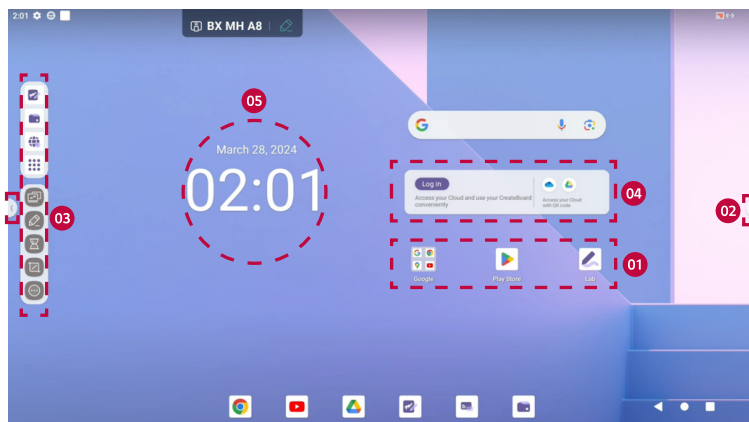 2:01
BX MH A8
05
March 28, 2024
02:01
Log in
Access your Cloud and use your CreateBoard
conveniently
Access your Cloud
with QR code
04
03
02
01
Google
Play Store
Lab